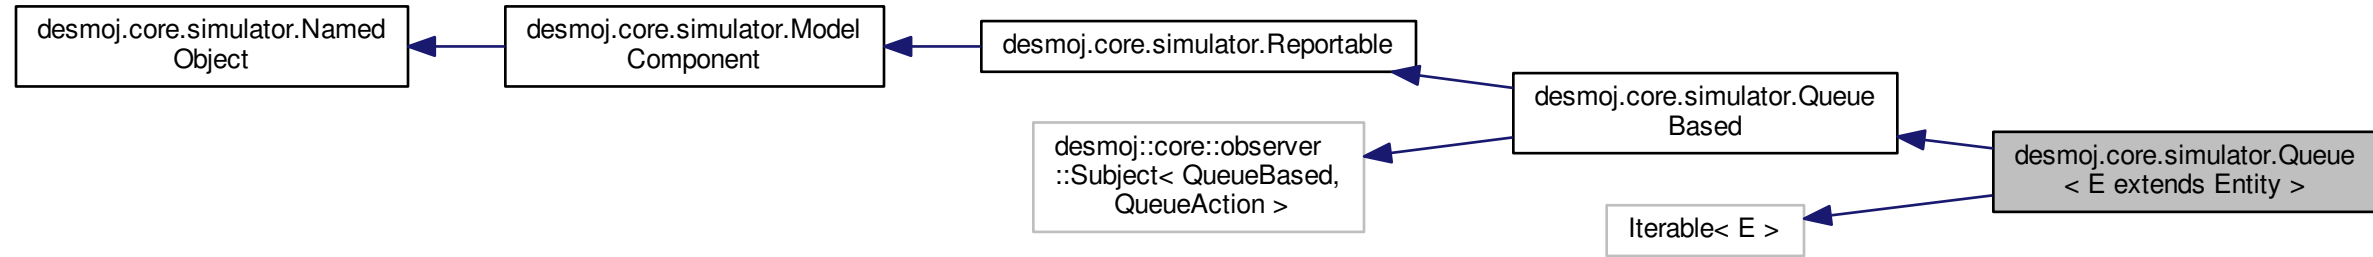 desmoj.core.simulator.Named
Object
desmoj.core.simulator.Model
Component
desmoj.core.simulator.Reportable
desmoj.core.simulator.Queue
Based
desmoj::core::observer
::Subject< QueueBased,
QueueAction >
desmoj.core.simulator.Queue
< E extends Entity >
Iterable< E >